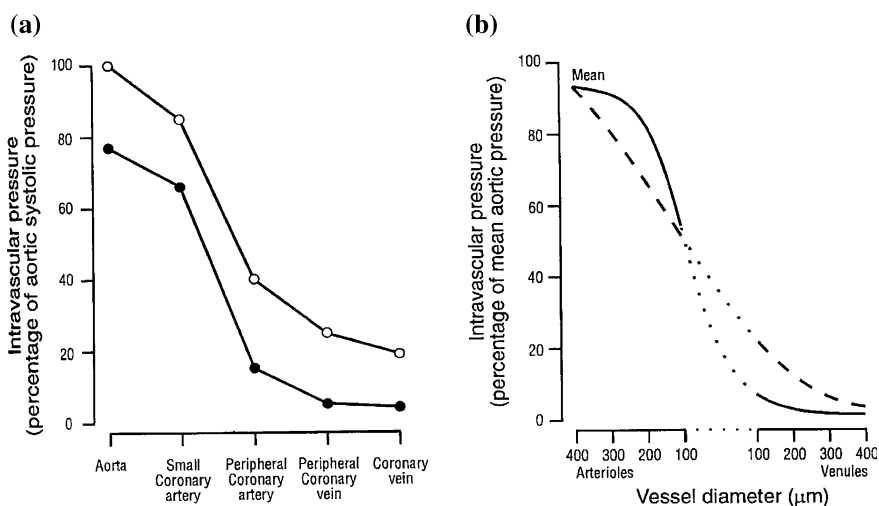 (a)
Intravascular pressure
(percentage of aortic systolic pressure)
100
80
60
40
20
0
Aorta
Small
Coronary
artery
Peripheral
Coronary
artery
Peripheral
Coronary
vein
Coronary
vein
(b)
Intravascular pressure
(percentage of mean aortic pressure)
100
80
60
40
20
0
Mean
400 300 200 100 100 200 300 400
Arterioles Venules
Vessel diameter (μm)